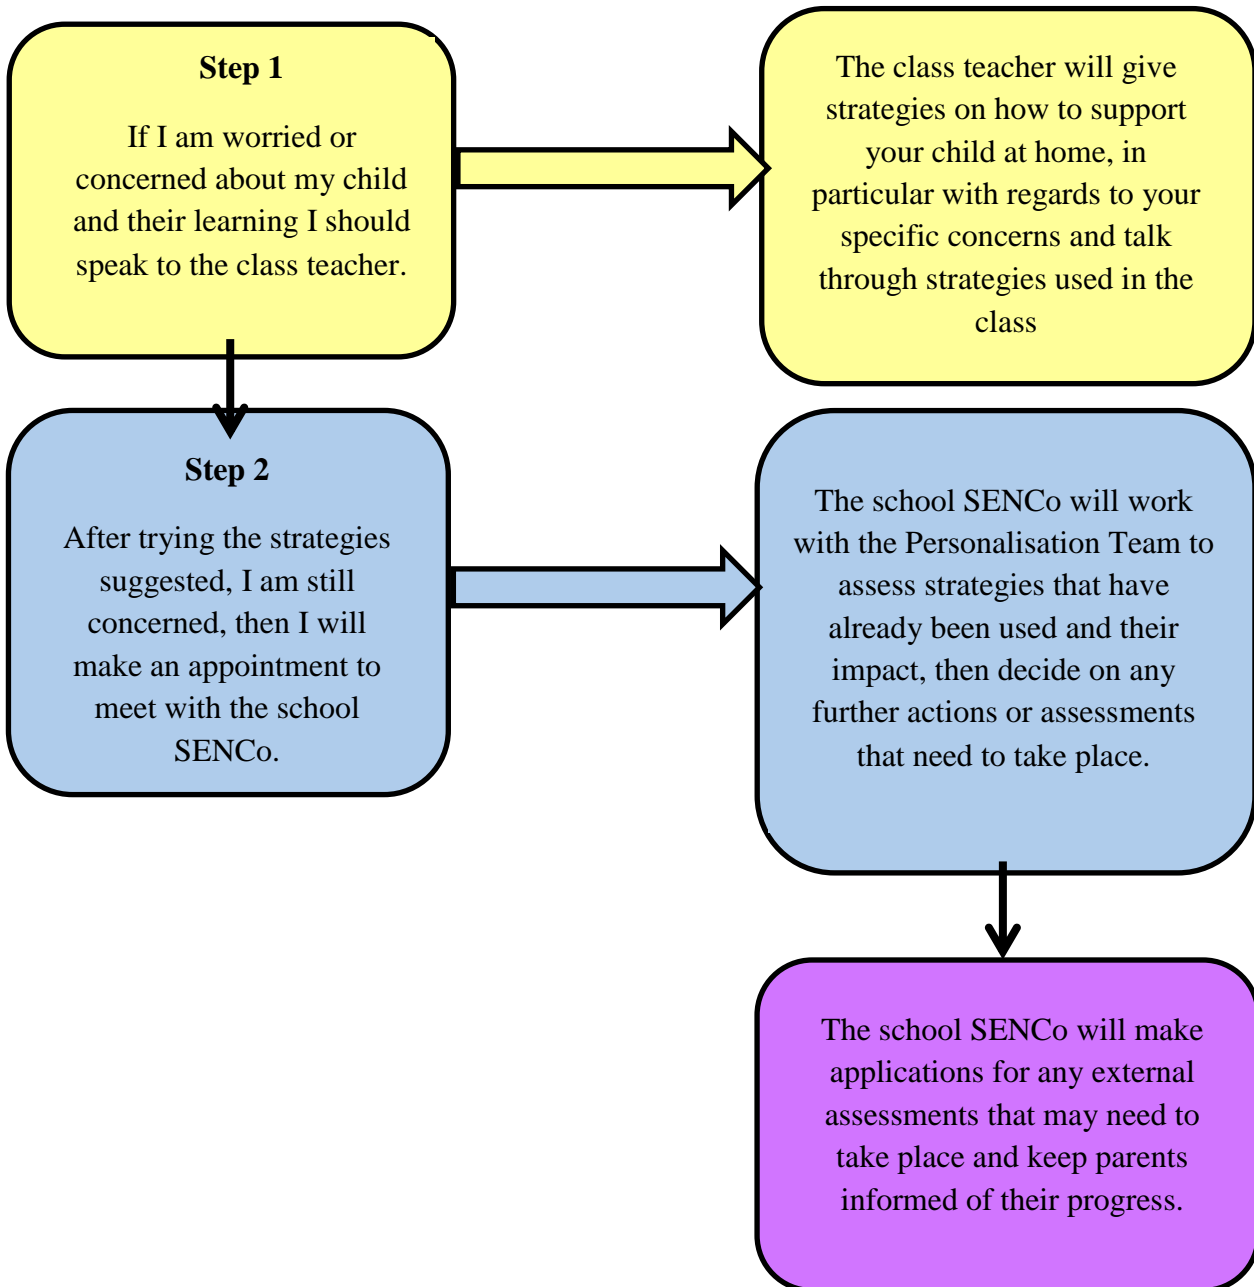 Step 1
If I am worried or
concerned about my child
and their learning I should
speak to the class teacher.
The class teacher will give
strategies on how to support
your child at home, in
particular with regards to your
specific concerns and talk
through strategies used in the
class
Step 2
After trying the strategies
suggested, I am still
concerned, then I will
make an appointment to
meet with the school
SENCo.
The school SENCo will work
with the Personalisation Team to
assess strategies that have
already been used and their
impact, then decide on any
further actions or assessments
that need to take place.
The school SENCo will make
applications for any external
assessments that may need to
take place and keep parents
informed of their progress.